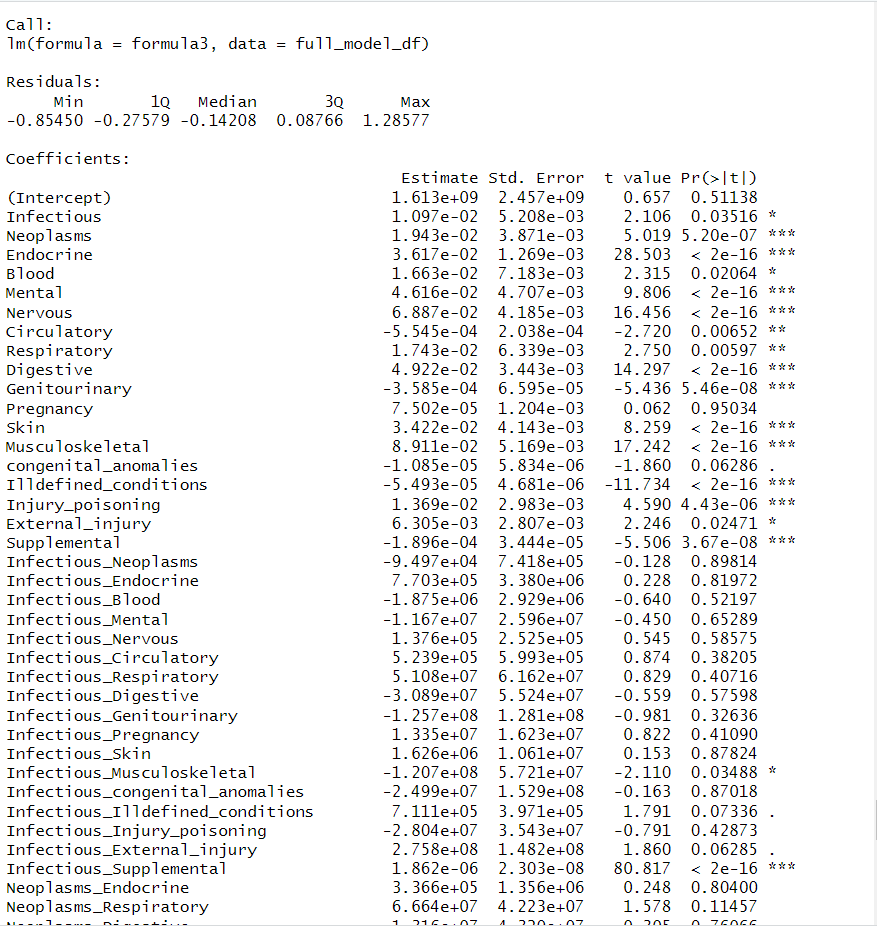 Call:
lm(formula = formula3, data = full_model_df)
Residuals:
Min 1Q Median 3Q Max
-0.85450 -0.27579 -0.14208 0.08766 1.28577
Coefficients:
Estimate Std. Error t value Pr(>|t|)
(Intercept) 1.613e+09 2.457e+09 0.657 0.51138
Infectious 1.097e-02 5.208e-03 2.106 0.03516 *
Neoplasms 1.943e-02 3.871e-03 5.019 5.20e-07 ***
Endocrine 3.617e-02 1.269e-03 28.503 < 2e-16 ***
Blood 1.663e-02 7.183e-03 2.315 0.02064 *
Mental 4.616e-02 4.707e-03 9.806 < 2e-16 ***
Nervous 6.887e-02 4.185e-03 16.456 < 2e-16 ***
Circulatory -5.545e-04 2.038e-04 -2.720 0.00652 **
Respiratory 1.743e-02 6.339e-03 2.750 0.00597 **
Digestive 4.922e-02 3.443e-03 14.297 < 2e-16 ***
Genitourinary -3.585e-04 6.595e-05 -5.436 5.46e-08 ***
Pregnancy 7.502e-05 1.204e-03 0.062 0.95034
Skin 3.422e-02 4.143e-03 8.259 < 2e-16 ***
Musculoskeletal 8.911e-02 5.169e-03 17.242 < 2e-16 ***
congenital_anomalies -1.085e-05 5.834e-06 -1.860 0.06286 .
Illdefined_conditions -5.493e-05 4.681e-06 -11.734 < 2e-16 ***
Injury_poisoning 1.369e-02 2.983e-03 4.590 4.43e-06 ***
External_injury 6.305e-03 2.807e-03 2.246 0.02471 *
Supplemental -1.896e-04 3.444e-05 -5.506 3.67e-08 ***
Infectious_Neoplasms -9.497e+04 7.418e+05 -0.128 0.89814
Infectious_Endocrine 7.703e+05 3.380e+06 0.228 0.81972
Infectious_Blood -1.875e+06 2.929e+06 -0.640 0.52197
Infectious_Mental -1.167e+07 2.596e+07 -0.450 0.65289
Infectious_Nervous 1.376e+05 2.525e+05 0.545 0.58575
Infectious_Circulatory 5.239e+05 5.993e+05 0.874 0.38205
Infectious_Respiratory 5.108e+07 6.162e+07 0.829 0.40716
Infectious_Digestive -3.089e+07 5.524e+07 -0.559 0.57598
Infectious_Genitourinary -1.257e+08 1.281e+08 -0.981 0.32636
Infectious_Pregnancy 1.335e+07 1.623e+07 0.822 0.41090
Infectious_Skin 1.626e+06 1.061e+07 0.153 0.87824
Infectious_Musculoskeletal -1.207e+08 5.721e+07 -2.110 0.03488 *
Infectious_congenital_anomalies -2.499e+07 1.529e+08 -0.163 0.87018
Infectious_Illdefined_conditions 7.111e+05 3.971e+05 1.791 0.07336 .
Infectious_Injury_poisoning -2.804e+07 3.543e+07 -0.791 0.42873
Infectious_External_injury 2.758e+08 1.482e+08 1.860 0.06285 .
Infectious_Supplemental 1.862e-06 2.303e-08 80.817 < 2e-16 ***
Neoplasms_Endocrine 3.366e+05 1.356e+06 0.248 0.80400
Neoplasms_Respiratory 6.664e+07 4.223e+07 1.578 0.11457